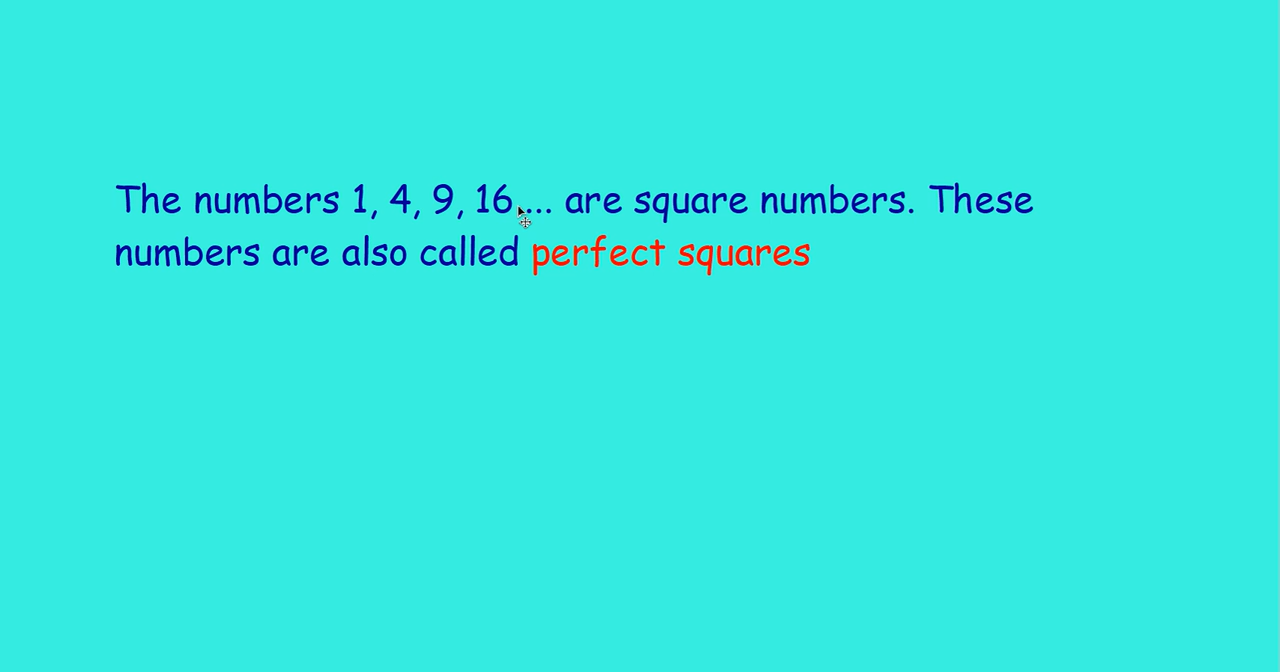 The numbers 1, 4, 9, 16,... are square numbers. These
numbers are also called perfect squares